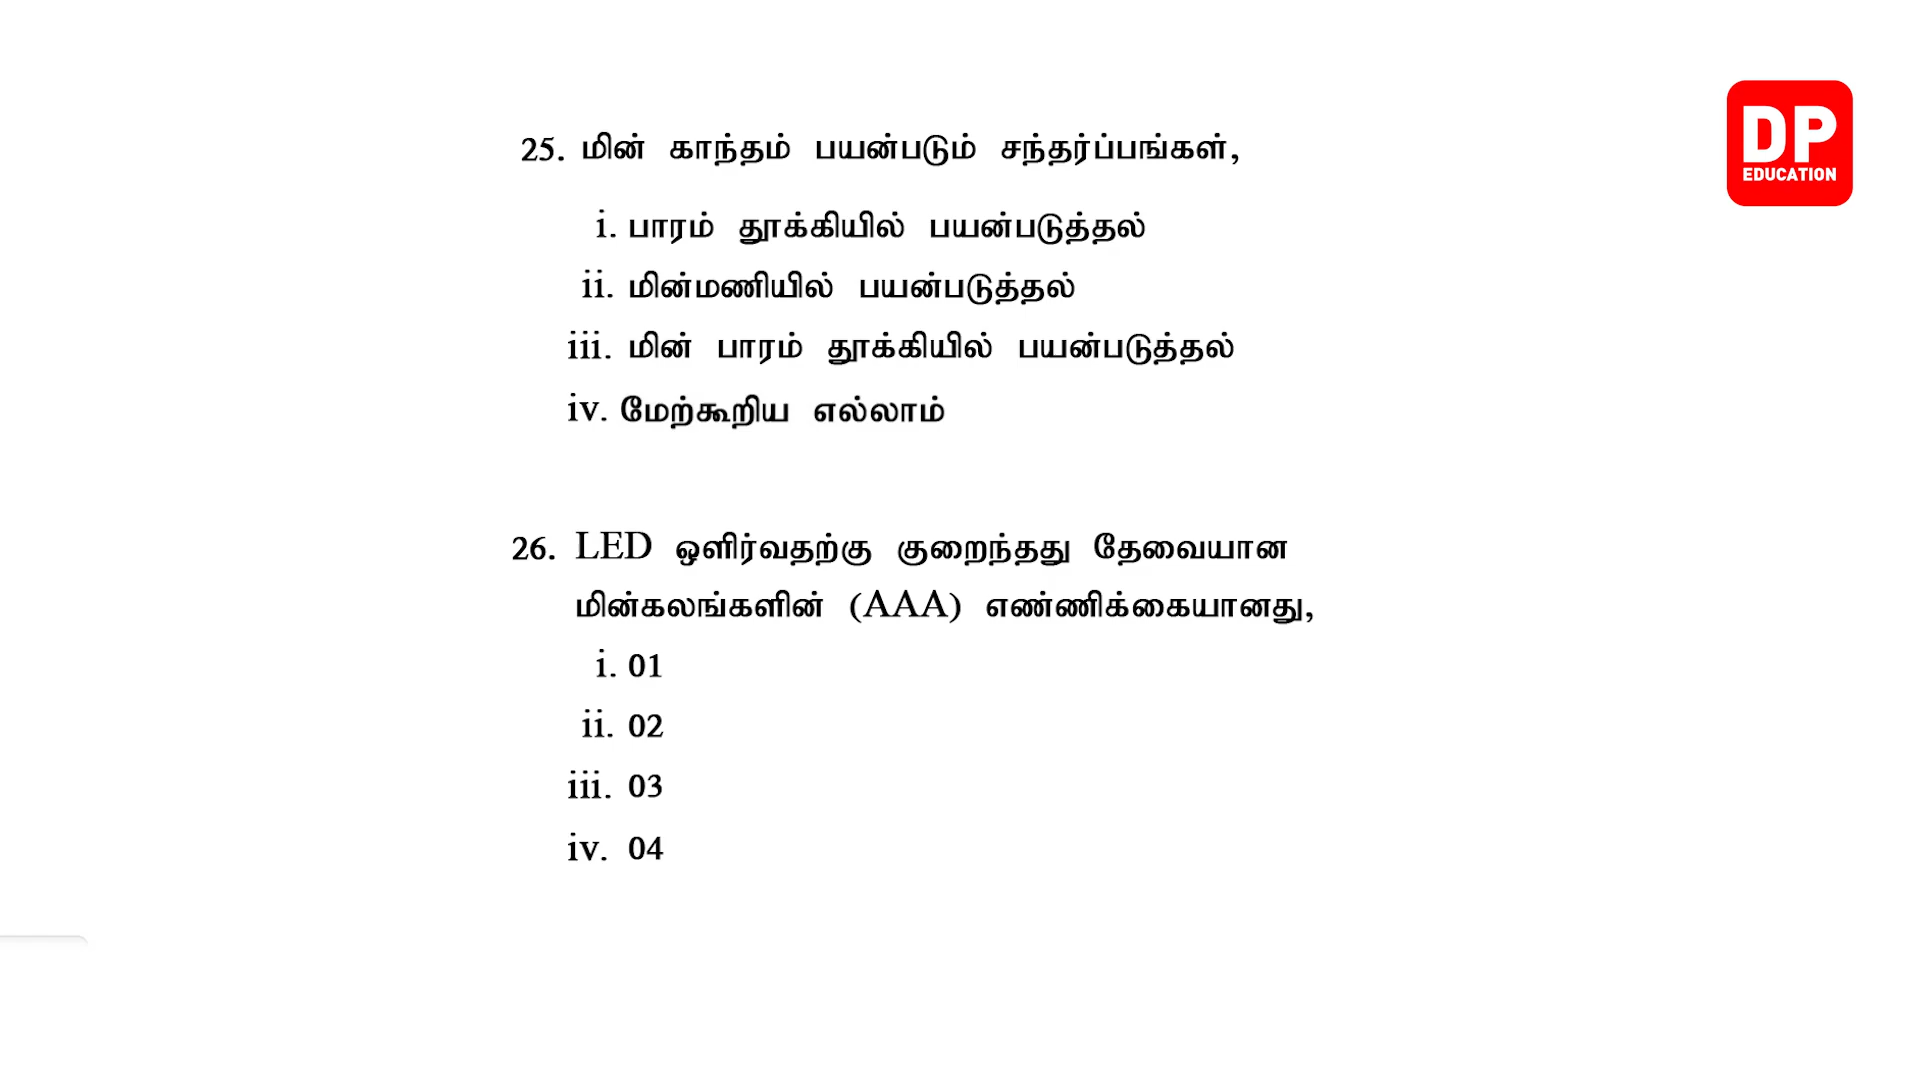 DP
EDUCATION
25. மின் காந்தம் பயன்படும் சந்தர்ப்பங்கள்,
i. பாரம் தூக்கியில் பயன்படுத்தல்
ii. மின்மணியில் பயன்படுத்தல்
iii. மின் பாரம் தூக்கியில் பயன்படுத்தல்
iv. மேற்கூறிய எல்லாம்
26. LED ஒளிர்வதற்கு குறைந்தது தேவையான
மின்கலங்களின் (AAA) எண்ணிக்கையானது,
i. 01
ii. 02
iii. 03
iv. 04